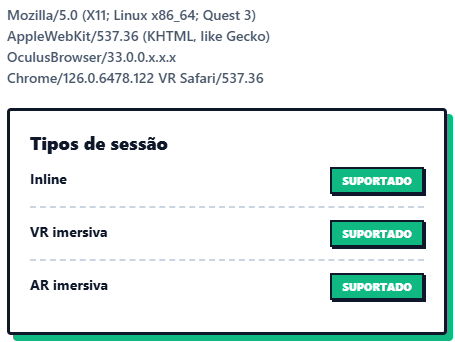 Mozilla/5.0 (X11; Linux x86_64; Quest 3)
AppleWebKit/537.36 (KHTML, like Gecko)
OculusBrowser/33.0.0.x.x.x
Chrome/126.0.6478.122 VR Safari/537.36
Tipos de sessão
Inline SUPORTADO
VR imersiva SUPORTADO
AR imersiva SUPORTADO